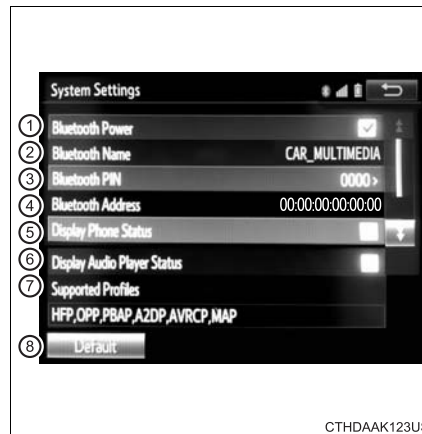 System Settings
1 Bluetooth Power
2 Bluetooth Name CAR_MULTIMEDIA
3 Bluetooth PIN 0000 >
4 Bluetooth Address 00:00:00:00:00:00
5 Display Phone Status
6 Display Audio Player Status
7 Supported Profiles
HFP,OPP,PBAP,A2DP,AVRCP,MAP
8 Default
CTHDAAK123US